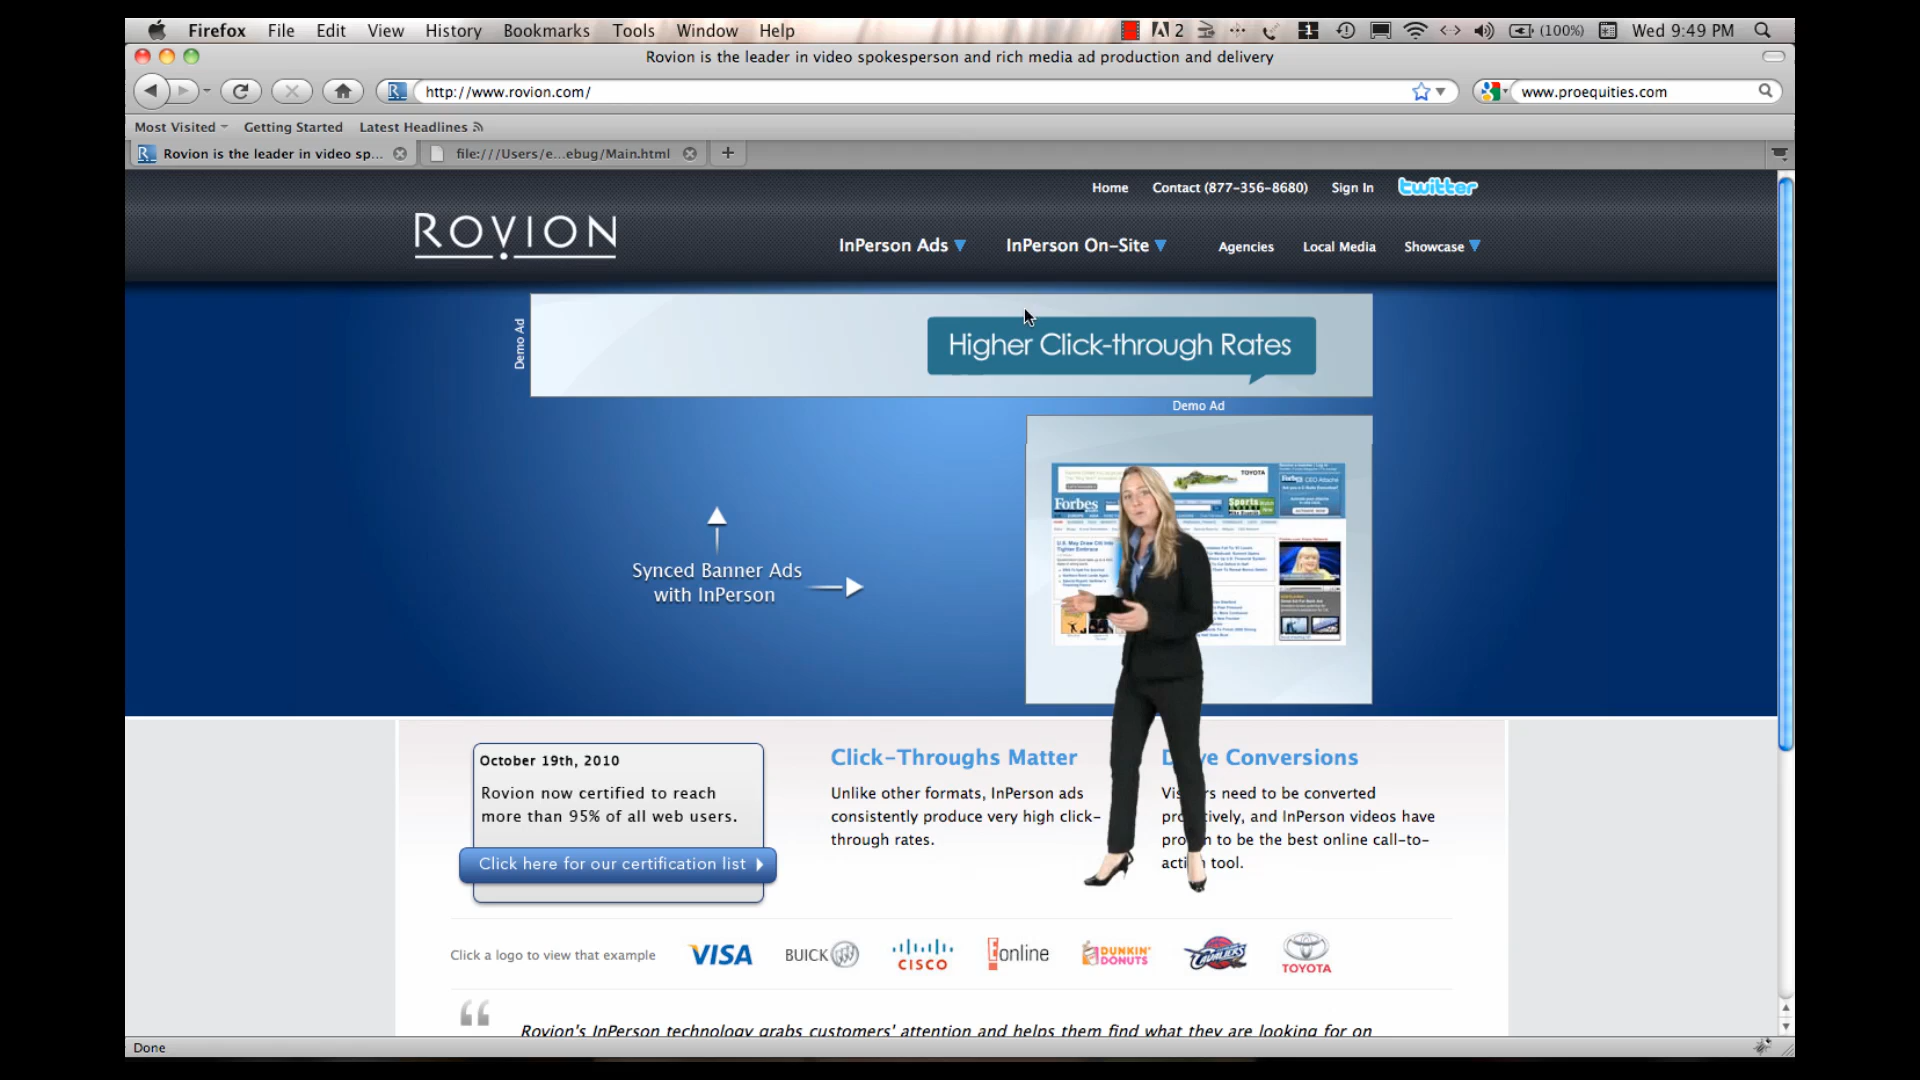 Firefox File Edit View History Bookmarks Tools Window Help 2 (100%) Wed 9:49 PM
Rovion is the leader in video spokesperson and rich media ad production and delivery
http://www.rovion.com/ www.proequities.com
Most Visited Getting Started Latest Headlines
Rovion is the leader in video sp... file:///Users/e...ebug/Main.html
Home Contact (877-356-8680) Sign In twitter
ROVION
InPerson Ads InPerson On-Site Agencies Local Media Showcase
Demo Ad
Higher Click-through Rates
Demo Ad
TOYOTA
Forbes
Sports
Synced Banner Ads
with InPerson
October 19th, 2010
Rovion now certified to reach
more than 95% of all web users.
Click here for our certification list
Click-Throughs Matter
Unlike other formats, InPerson ads
consistently produce very high click-
through rates.
Conversions
need to be converted
, and InPerson videos have
to be the best online call-to-
tool.
Click a logo to view that example VISA BUICK CISCO E online DUNKIN' DONUTS CAVALIERS TOYOTA
Rovion's InPerson technology grabs customers' attention and helps them find what they are looking for on
Done